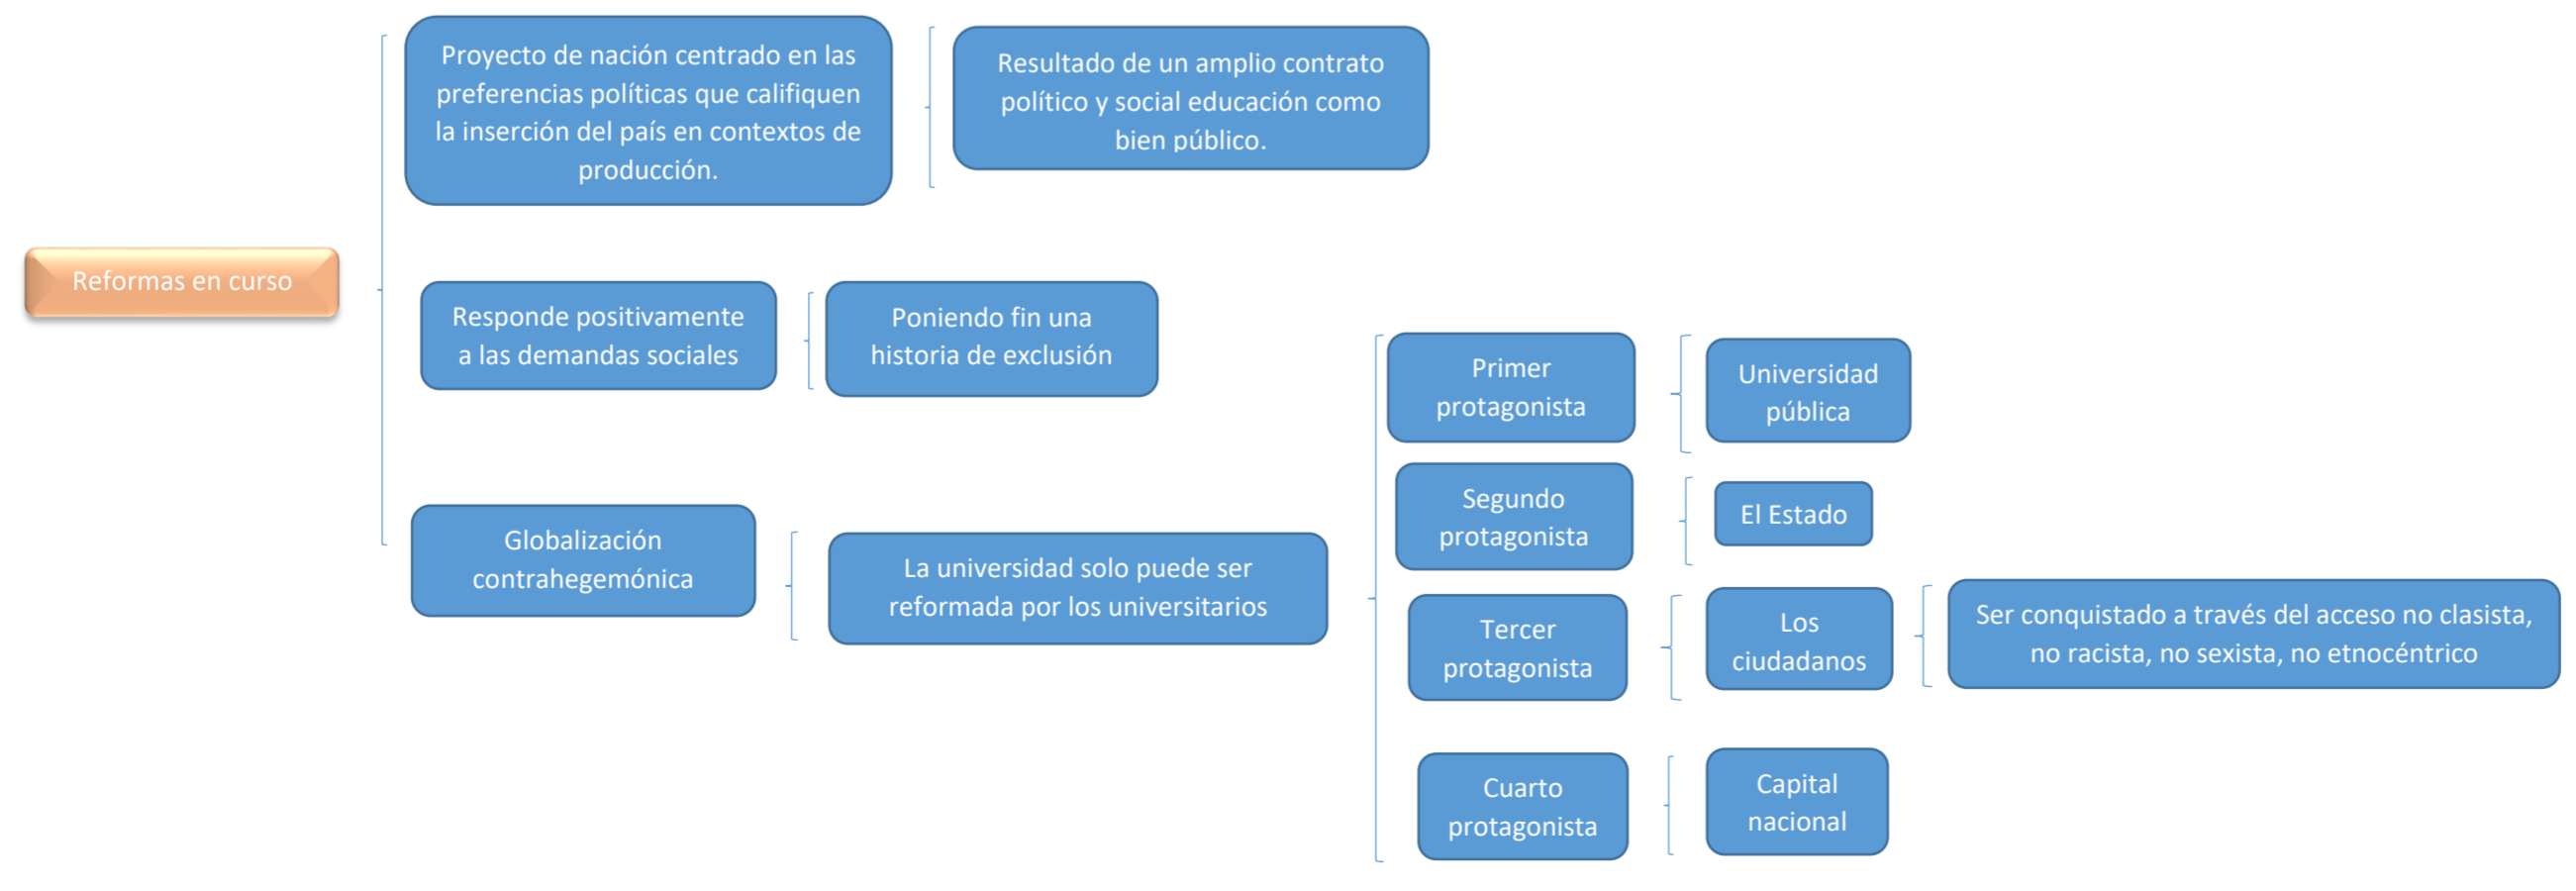 Reformas en curso
Proyecto de nación centrado en las
preferencias políticas que califiquen
la inserción del país en contextos de
producción.
Resultado de un amplio contrato
político y social educación como
bien público.
Responde positivamente
a las demandas sociales
Poniendo fin una
historia de exclusión
Globalización
contrahegemónica
La universidad solo puede ser
reformada por los universitarios
Primer
protagonista
Universidad
pública
Segundo
protagonista
El Estado
Tercer
protagonista
Los
ciudadanos
Ser conquistado a través del acceso no clasista,
no racista, no sexista, no etnocéntrico
Cuarto
protagonista
Capital
nacional